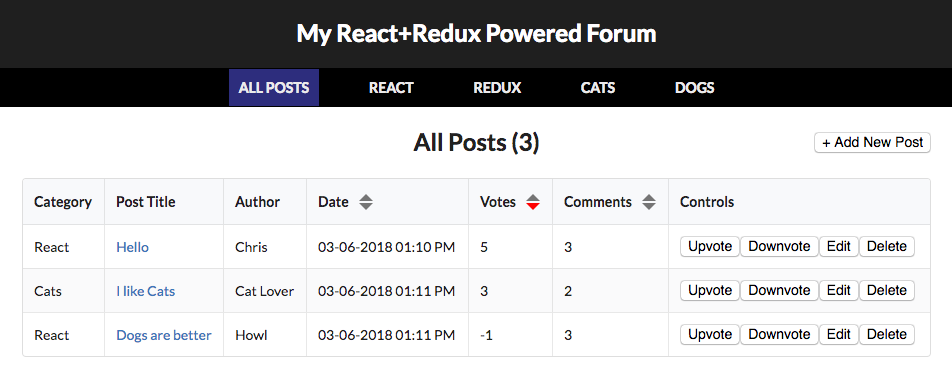 My React+Redux Powered Forum
ALL POSTS REACT REDUX CATS DOGS
All Posts (3)
+ Add New Post
Category Post Title Author Date Votes Comments Controls
React Hello Chris 03-06-2018 01:10 PM 5 3 Upvote Downvote Edit Delete
Cats I like Cats Cat Lover 03-06-2018 01:11 PM 3 2 Upvote Downvote Edit Delete
React Dogs are better Howl 03-06-2018 01:11 PM -1 3 Upvote Downvote Edit Delete